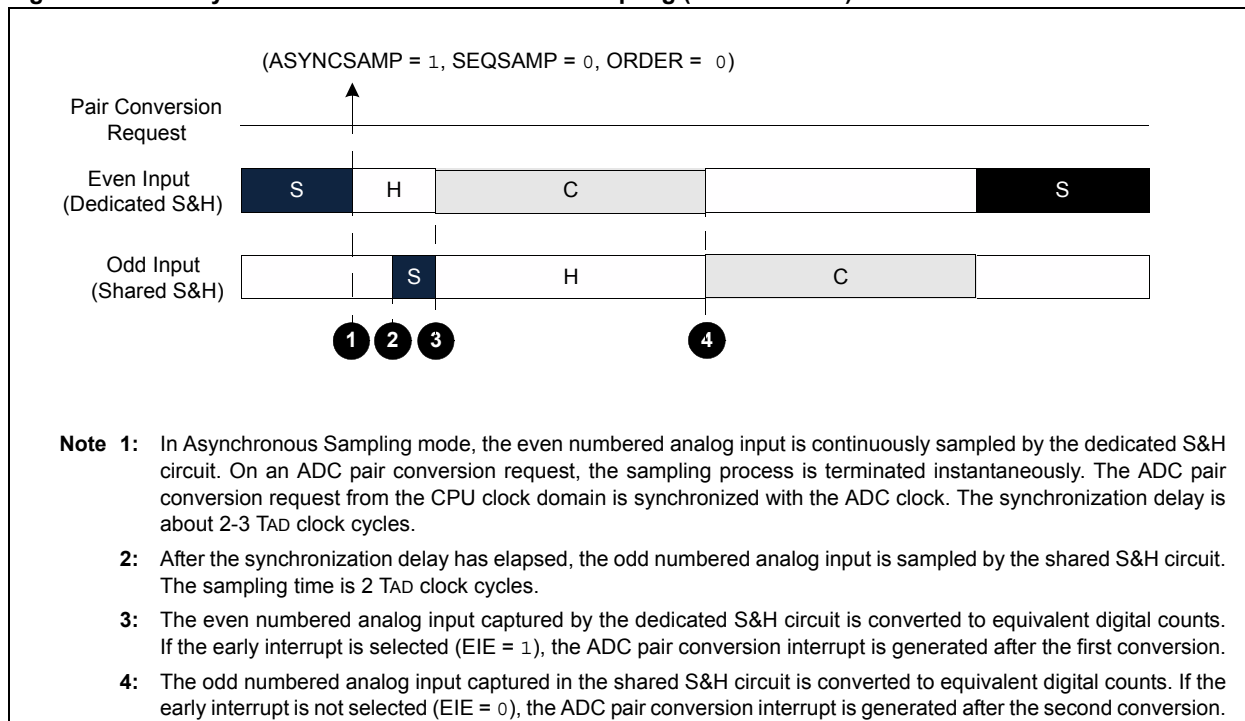 (ASYNCSAMP = 1, SEQSAMP = 0, ORDER = 0)
Pair Conversion
Request
Even Input
(Dedicated S&H)
S
H
C
S
Odd Input
(Shared S&H)
S
H
C
1 2 3 4
Note 1: In Asynchronous Sampling mode, the even numbered analog input is continuously sampled by the dedicated S&H
circuit. On an ADC pair conversion request, the sampling process is terminated instantaneously. The ADC pair
conversion request from the CPU clock domain is synchronized with the ADC clock. The synchronization delay is
about 2-3 TAD clock cycles.
2: After the synchronization delay has elapsed, the odd numbered analog input is sampled by the shared S&H circuit.
The sampling time is 2 TAD clock cycles.
3: The even numbered analog input captured by the dedicated S&H circuit is converted to equivalent digital counts.
If the early interrupt is selected (EIE = 1), the ADC pair conversion interrupt is generated after the first conversion.
4: The odd numbered analog input captured in the shared S&H circuit is converted to equivalent digital counts. If the
early interrupt is not selected (EIE = 0), the ADC pair conversion interrupt is generated after the second conversion.